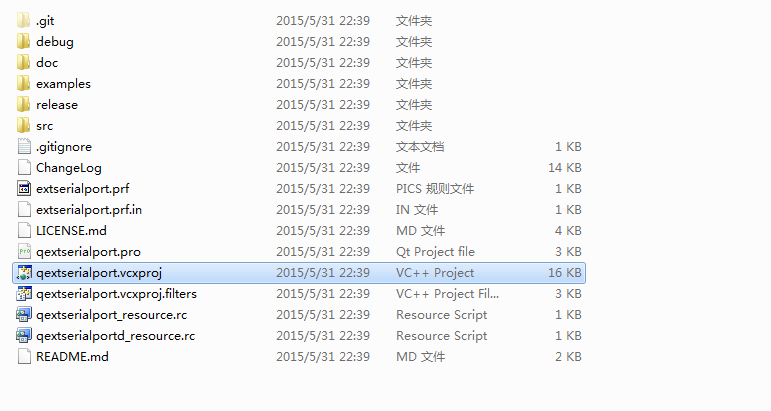 .git 2015/5/31 22:39 文件夹
debug 2015/5/31 22:39 文件夹
doc 2015/5/31 22:39 文件夹
examples 2015/5/31 22:39 文件夹
release 2015/5/31 22:39 文件夹
src 2015/5/31 22:39 文件夹
.gitignore 2015/5/31 22:39 文本文档 1 KB
ChangeLog 2015/5/31 22:39 文件 14 KB
extserialport.prf 2015/5/31 22:39 PICS 规则文件 1 KB
extserialport.prf.in 2015/5/31 22:39 IN 文件 1 KB
LICENSE.md 2015/5/31 22:39 MD 文件 4 KB
qextserialport.pro 2015/5/31 22:39 Qt Project file 3 KB
qextserialport.vcxproj 2015/5/31 22:39 VC++ Project 16 KB
qextserialport.vcxproj.filters 2015/5/31 22:39 VC++ Project Fil... 3 KB
qextserialport_resource.rc 2015/5/31 22:39 Resource Script 1 KB
qextserialportd_resource.rc 2015/5/31 22:39 Resource Script 1 KB
README.md 2015/5/31 22:39 MD 文件 2 KB